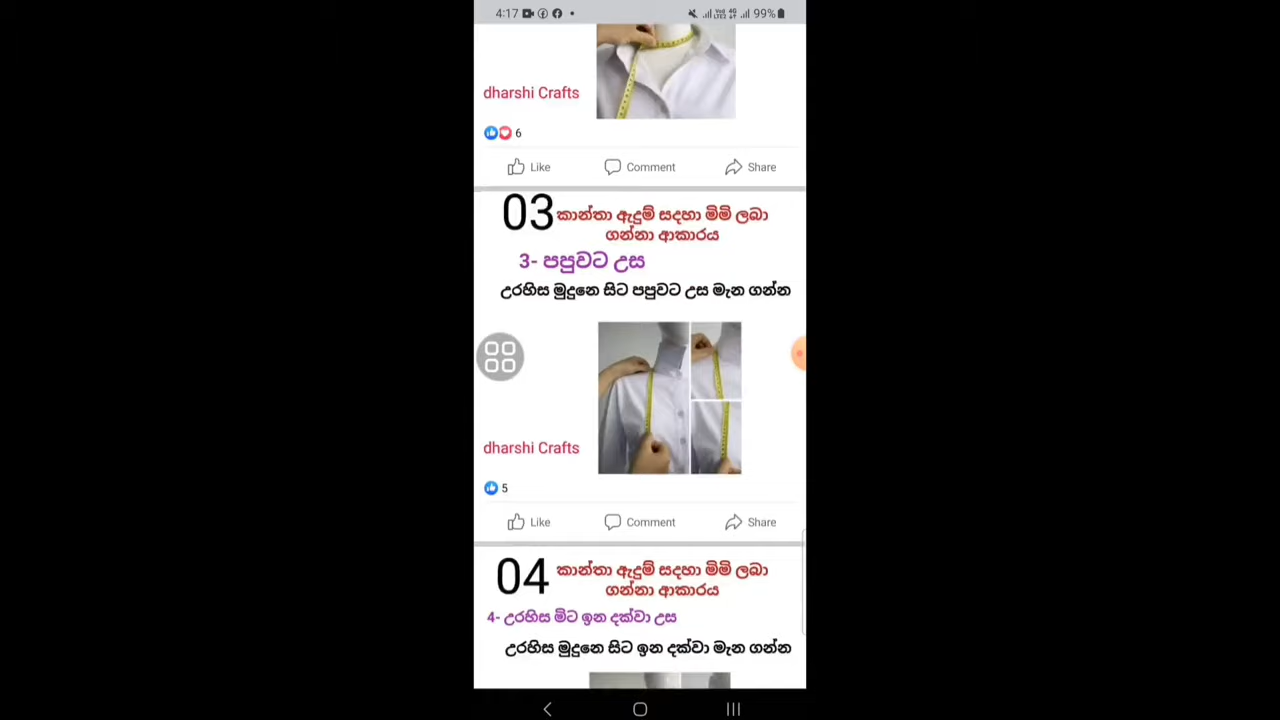 4:17
99%
dharshi Crafts
6
Like Comment Share
03 කාන්තා ඇඳුම් සදහා මිමි ලබා
ගන්නා ආකාරය
3- පපුවට උස
උරහිස මුදුනෙ සිට පපුවට උස මැන ගන්න
dharshi Crafts
5
Like Comment Share
04 කාන්තා ඇඳුම් සදහා මිමි ලබා
ගන්නා ආකාරය
4- උරහිස මිට ඉන දක්වා උස
උරහිස මුදුනෙ සිට ඉන දක්වා මැන ගන්න